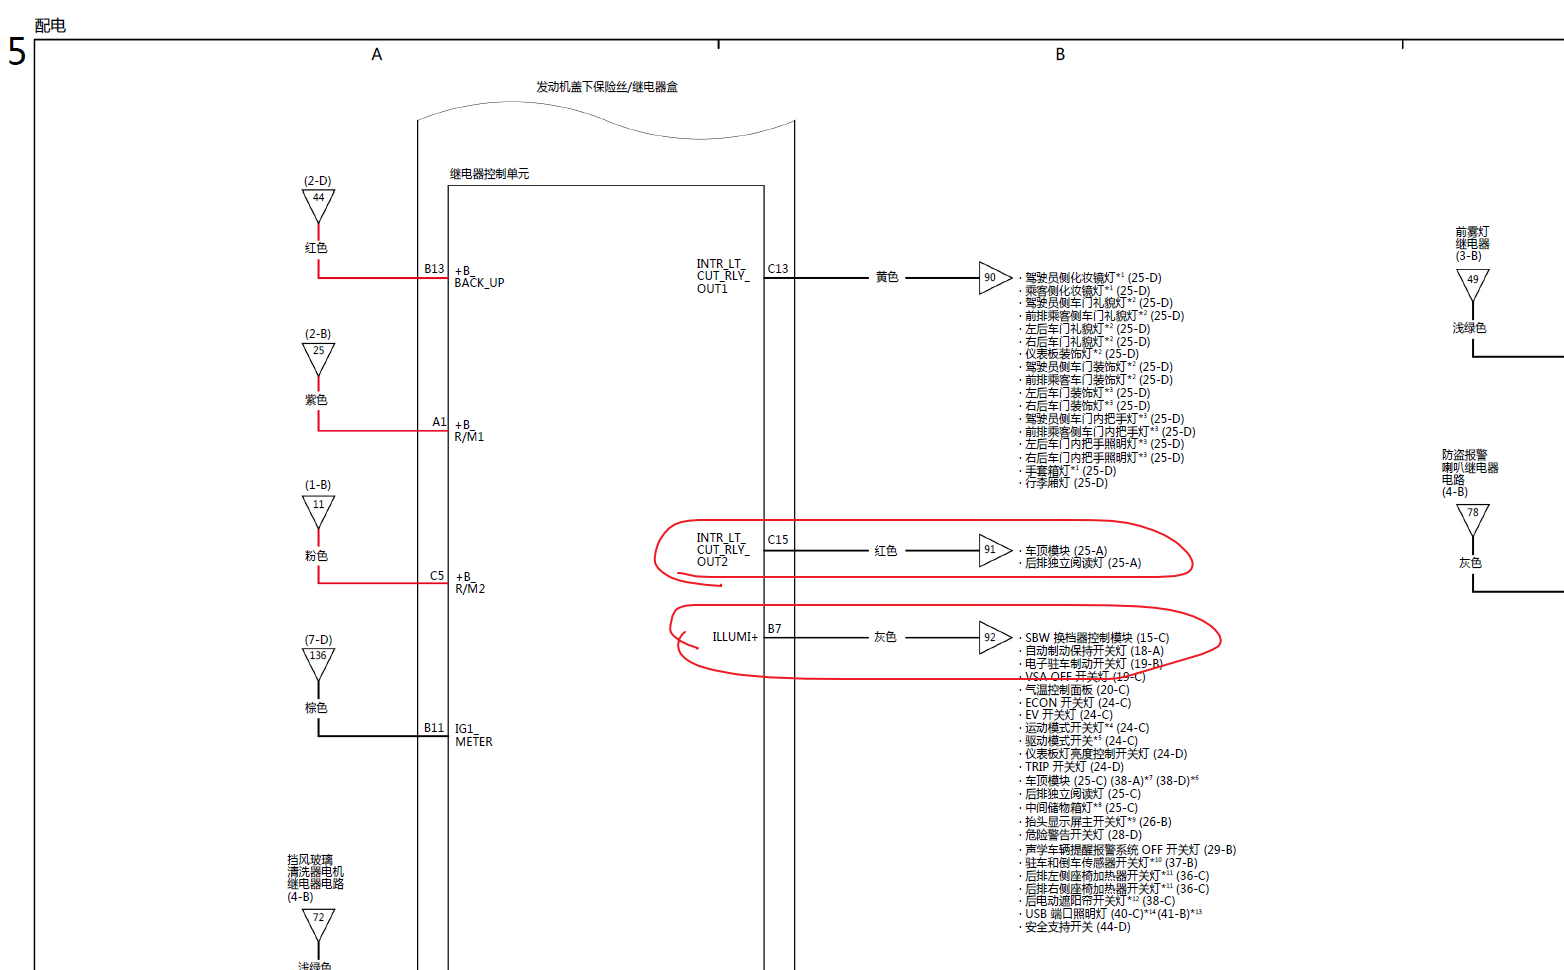 配电
5
A
B
发动机盖下保险丝/继电器盒
继电器控制单元
(2-D)
44
红色
B13
+B_
BACK_UP
(2-B)
25
紫色
A1
+B_
R/M1
(1-B)
11
粉色
C5
+B_
R/M2
(7-D)
136
棕色
B11
IG1_
METER
挡风玻璃
清洗器电机
继电器电路
(4-B)
72
浅绿色
INTR_LT_
CUT_RLY_
OUT1
C13
黄色
90
· 驾驶员侧化妆镜灯*1 (25-D)
· 乘客侧化妆镜灯*1 (25-D)
· 驾驶员侧车门礼貌灯*2 (25-D)
· 前排乘客侧车门礼貌灯*2 (25-D)
· 左后车门礼貌灯*2 (25-D)
· 右后车门礼貌灯*2 (25-D)
· 仪表板装饰灯*2 (25-D)
· 驾驶员侧车门装饰灯*2 (25-D)
· 前排乘客车门装饰灯*2 (25-D)
· 左后车门装饰灯*3 (25-D)
· 右后车门装饰灯*3 (25-D)
· 驾驶员侧车门内把手灯*3 (25-D)
· 前排乘客侧车门内把手灯*3 (25-D)
· 左后车门内把手照明灯*3 (25-D)
· 右后车门内把手照明灯*3 (25-D)
· 手套箱灯*1 (25-D)
· 行李厢灯 (25-D)
INTR_LT_
CUT_RLY_
OUT2
C15
红色
91
· 车顶模块 (25-A)
· 后排独立阅读灯 (25-A)
ILLUMI+
B7
灰色
92
· SBW 换档器控制模块 (15-C)
· 自动制动保持开关灯 (18-A)
· 电子驻车制动开关灯 (19-B)
· VSA OFF 开关灯 (19-C)
· 气温控制面板 (20-C)
· ECON 开关灯 (24-C)
· EV 开关灯 (24-C)
· 运动模式开关灯*4 (24-C)
· 驱动模式开关*5 (24-C)
· 仪表板灯亮度控制开关灯 (24-D)
· TRIP 开关灯 (24-D)
· 车顶模块 (25-C) (38-A)*7 (38-D)*6
· 后排独立阅读灯 (25-C)
· 中间储物箱灯*8 (25-C)
· 抬头显示屏主开关灯*9 (26-B)
· 危险警告开关灯 (28-D)
· 声学车辆提醒报警系统 OFF 开关灯 (29-B)
· 驻车和倒车传感器开关灯*10 (37-B)
· 后排左侧座椅加热器开关灯*11 (36-C)
· 后排右侧座椅加热器开关灯*11 (36-C)
· 后电动遮阳帘开关灯*12 (38-C)
· USB 端口照明灯 (40-C)*14 (41-B)*13
· 安全支持开关 (44-D)
前雾灯
继电器
(3-B)
49
浅绿色
防盗报警
喇叭继电器
电路
(4-B)
78
灰色